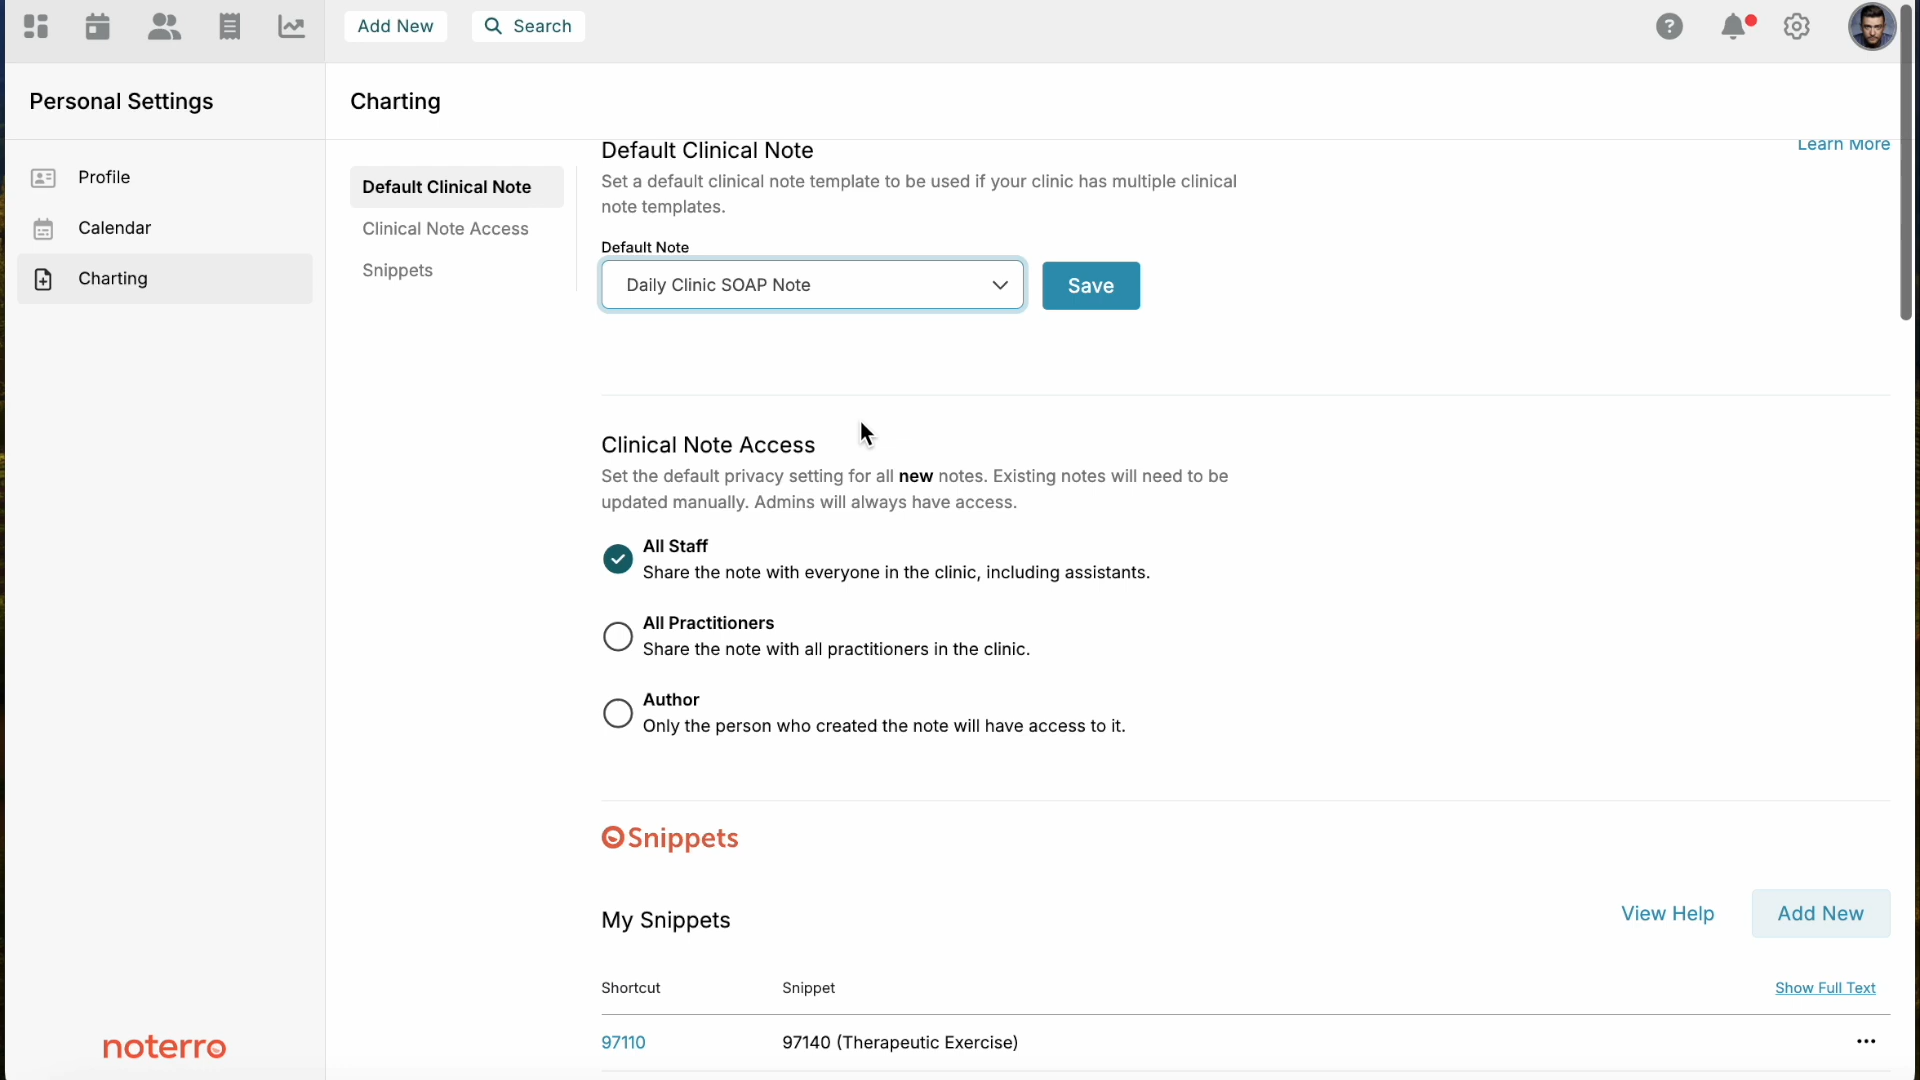 Add New
Search
?
Personal Settings
Charting
Profile
Calendar
Charting
Default Clinical Note
Clinical Note Access
Snippets
Default Clinical Note
Learn More
Set a default clinical note template to be used if your clinic has multiple clinical
note templates.
Default Note
Daily Clinic SOAP Note
Save
Clinical Note Access
Set the default privacy setting for all new notes. Existing notes will need to be
updated manually. Admins will always have access.
All Staff
Share the note with everyone in the clinic, including assistants.
All Practitioners
Share the note with all practitioners in the clinic.
Author
Only the person who created the note will have access to it.
Snippets
My Snippets
View Help
Add New
Shortcut
Snippet
Show Full Text
97110
97140 (Therapeutic Exercise)
noterro